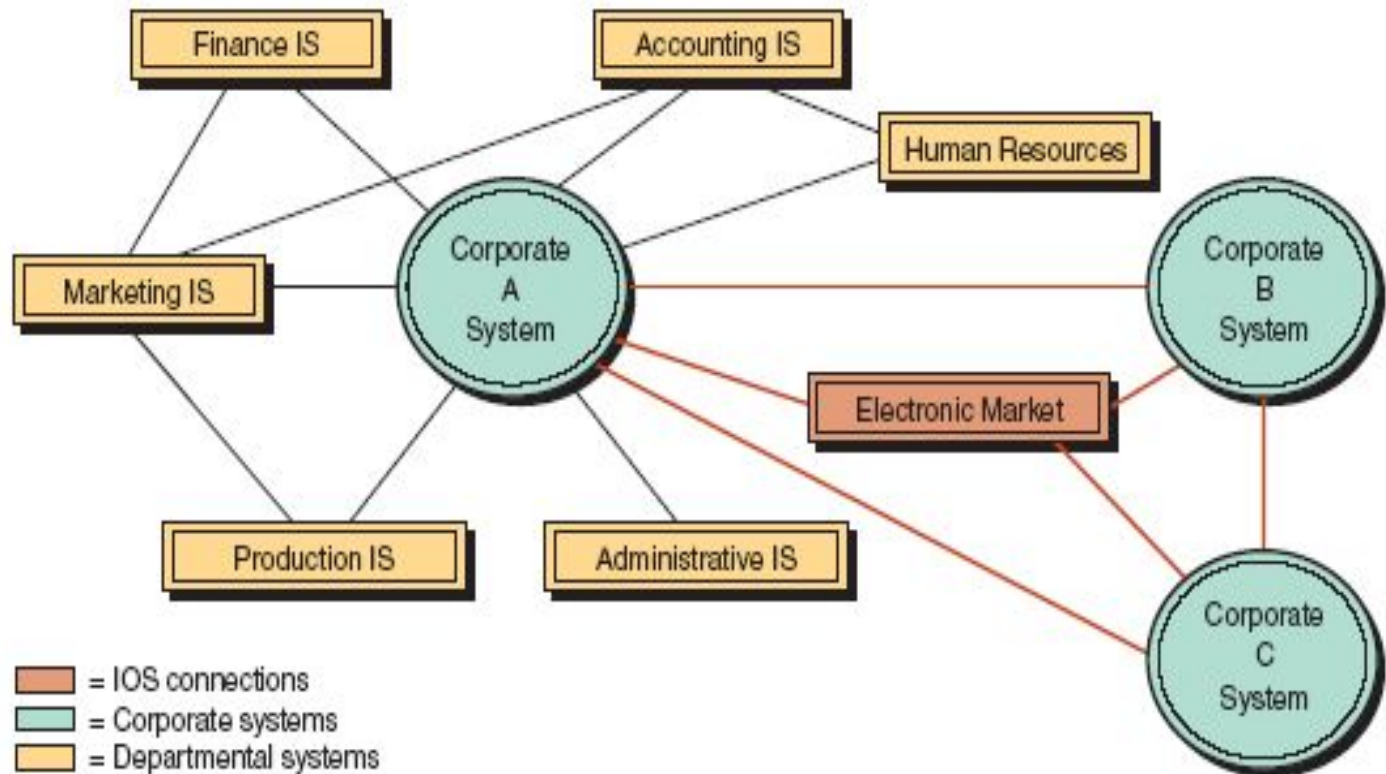 Finance IS
Accounting IS
Human Resources
Corporate
A
System
Corporate
B
System
Marketing IS
Electronic Market
Production IS
Administrative IS
Corporate
C
System
= IOS connections
= Corporate systems
= Departmental systems